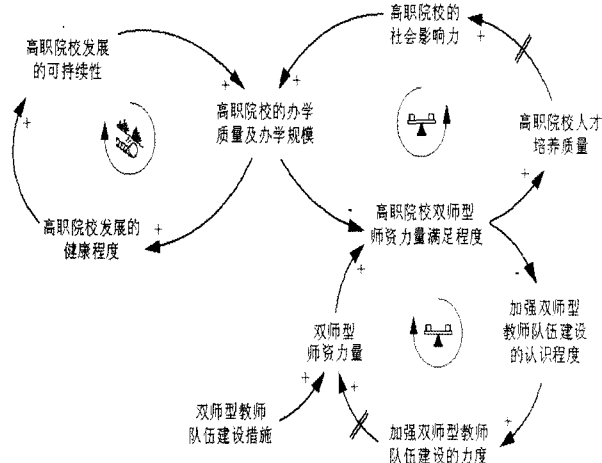 高职院校的
社会影响力
高职院校发展
的可持续性
高职院校的办学
质量及办学规模
高职院校人才
培养质量
高职院校发展的
健康程度
高职院校双师型
师资力量满足程度
双师型
师资力量
加强双师型
教师队伍建设
的认识程度
双师型教师
队伍建设措施
加强双师型教师
队伍建设的力度